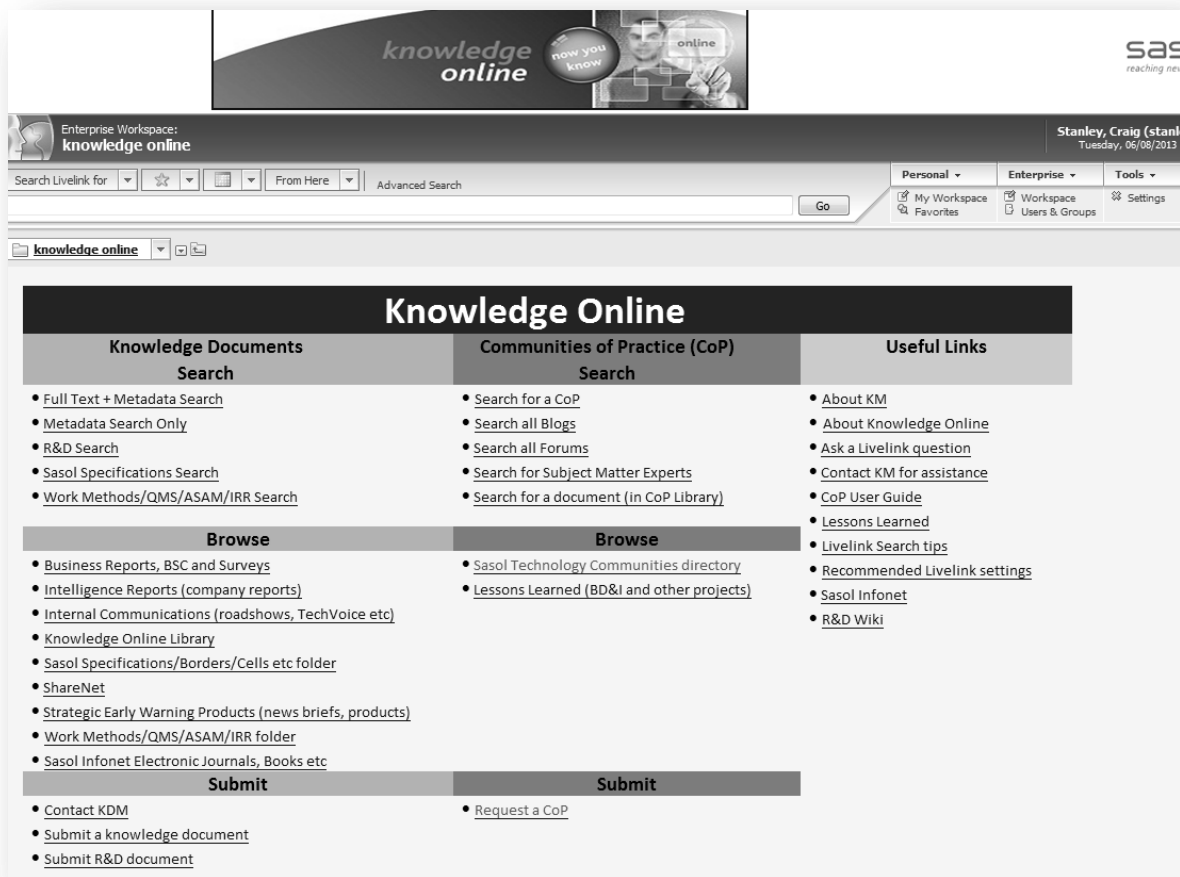 knowledge
online
now you
know
online
sas
reaching nev
Enterprise Workspace:
knowledge online
Stanley, Craig (stanl
Tuesday, 06/08/2013
Search Livelink for
From Here
Advanced Search
Go
Personal
Enterprise
Tools
My Workspace
Favorites
Workspace
Users & Groups
Settings
knowledge online
Knowledge Online
Knowledge Documents
Search
• Full Text + Metadata Search
• Metadata Search Only
• R&D Search
• Sasol Specifications Search
• Work Methods/QMS/ASAM/IRR Search
Browse
• Business Reports, BSC and Surveys
• Intelligence Reports (company reports)
• Internal Communications (roadshows, TechVoice etc)
• Knowledge Online Library
• Sasol Specifications/Borders/Cells etc folder
• ShareNet
• Strategic Early Warning Products (news briefs, products)
• Work Methods/QMS/ASAM/IRR folder
• Sasol Infonet Electronic Journals, Books etc
Submit
• Contact KDM
• Submit a knowledge document
• Submit R&D document
Communities of Practice (CoP)
Search
• Search for a CoP
• Search all Blogs
• Search all Forums
• Search for Subject Matter Experts
• Search for a document (in CoP Library)
Browse
• Sasol Technology Communities directory
• Lessons Learned (BD&I and other projects)
Submit
• Request a CoP
Useful Links
• About KM
• About Knowledge Online
• Ask a Livelink question
• Contact KM for assistance
• CoP User Guide
• Lessons Learned
• Livelink Search tips
• Recommended Livelink settings
• Sasol Infonet
• R&D Wiki